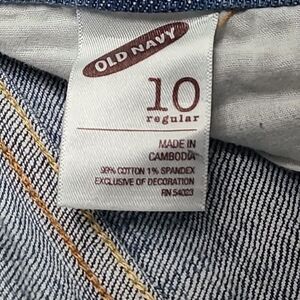 OLD NAVY
10
regular
MADE IN
CAMBODIA
99% COTTON 1% SPANDEX
EXCLUSIVE OF DECORATION
RN 54023